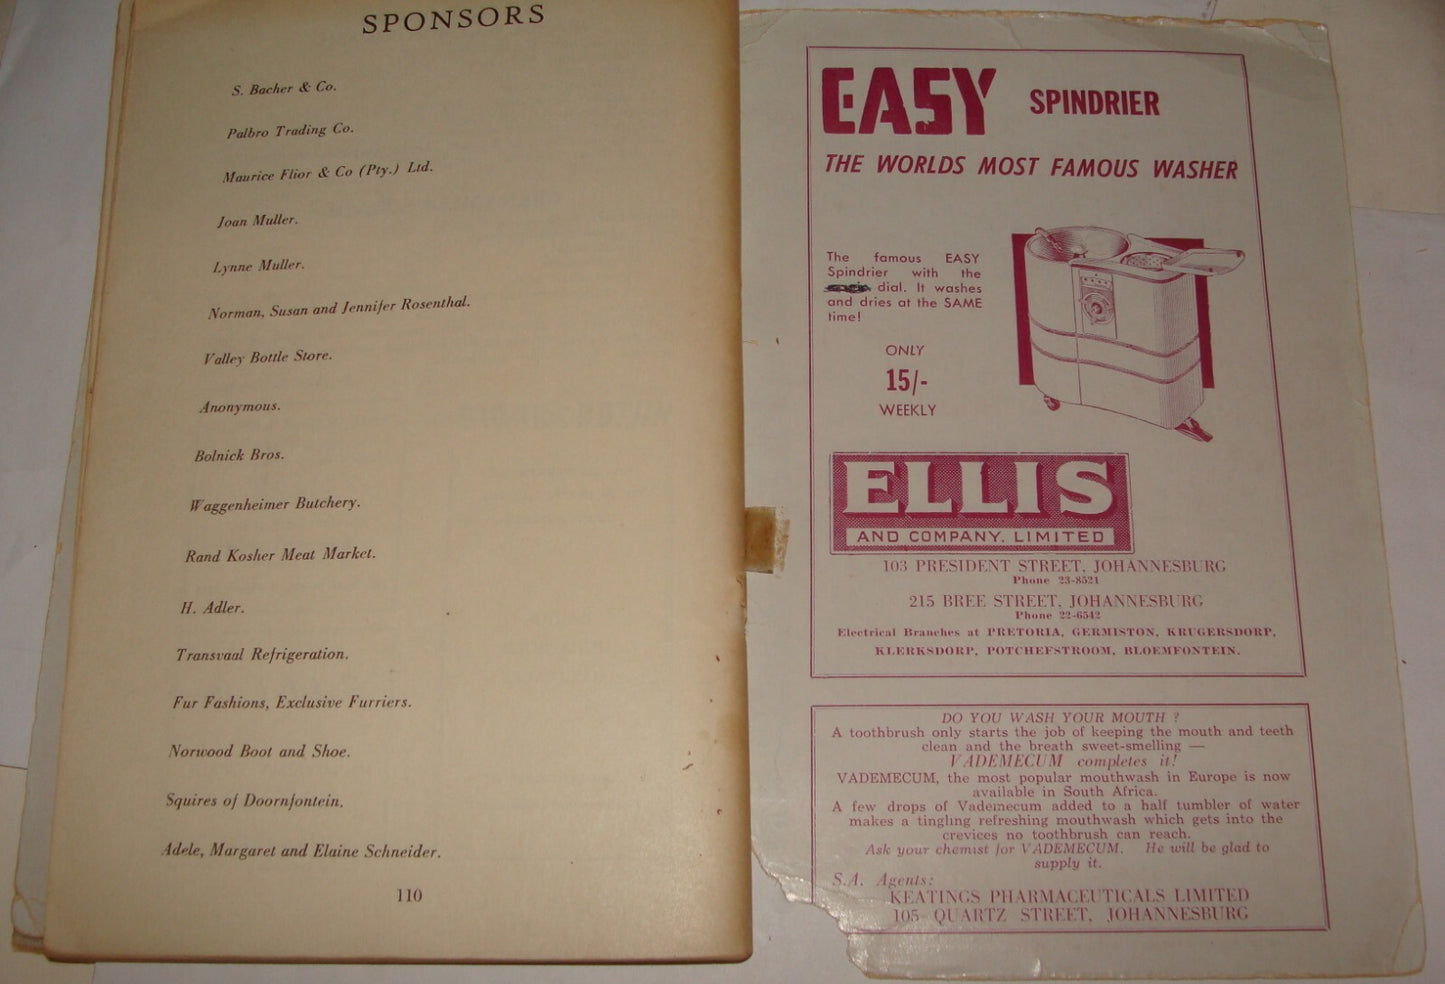 SPONSORS
S. Bacher & Co.
Palbro Trading Co.
Maurice Flior & Co (Pty.) Ltd.
Joan Muller.
Lynne Muller.
Norman, Susan and Jennifer Rosenthal.
Valley Bottle Store.
Anonymous.
Bolnick Bros.
Waggenheimer Butchery.
Rand Kosher Meat Market.
H. Adler.
Transvaal Refrigeration.
Fur Fashions, Exclusive Furriers.
Norwood Boot and Shoe.
Squires of Doornfontein.
Adele, Margaret and Elaine Schneider.
110
EASY SPINDRIER
THE WORLDS MOST FAMOUS WASHER
The famous EASY
Spindrier with the
dial. It washes
and dries at the SAME
time!
ONLY
15/-
WEEKLY
ELLIS
AND COMPANY, LIMITED
103 PRESIDENT STREET, JOHANNESBURG
Phone 23-8521
215 BREE STREET, JOHANNESBURG
Phone 22-6542
Electrical Branches at PRETORIA, GERMISTON, KRUGERSDORP,
KLERKSDORP, POTCHEFSTROOM, BLOEMFONTEIN.
DO YOU WASH YOUR MOUTH ?
A toothbrush only starts the job of keeping the mouth and teeth
clean and the breath sweet-smelling —
VADEMECUM completes it!
VADEMECUM, the most popular mouthwash in Europe is now
available in South Africa.
A few drops of Vademecum added to a half tumbler of water
makes a tingling refreshing mouthwash which gets into the
crevices no toothbrush can reach.
Ask your chemist for VADEMECUM. He will be glad to
supply it.
S.A. Agents:
KEATINGS PHARMACEUTICALS LIMITED
105 QUARTZ STREET, JOHANNESBURG